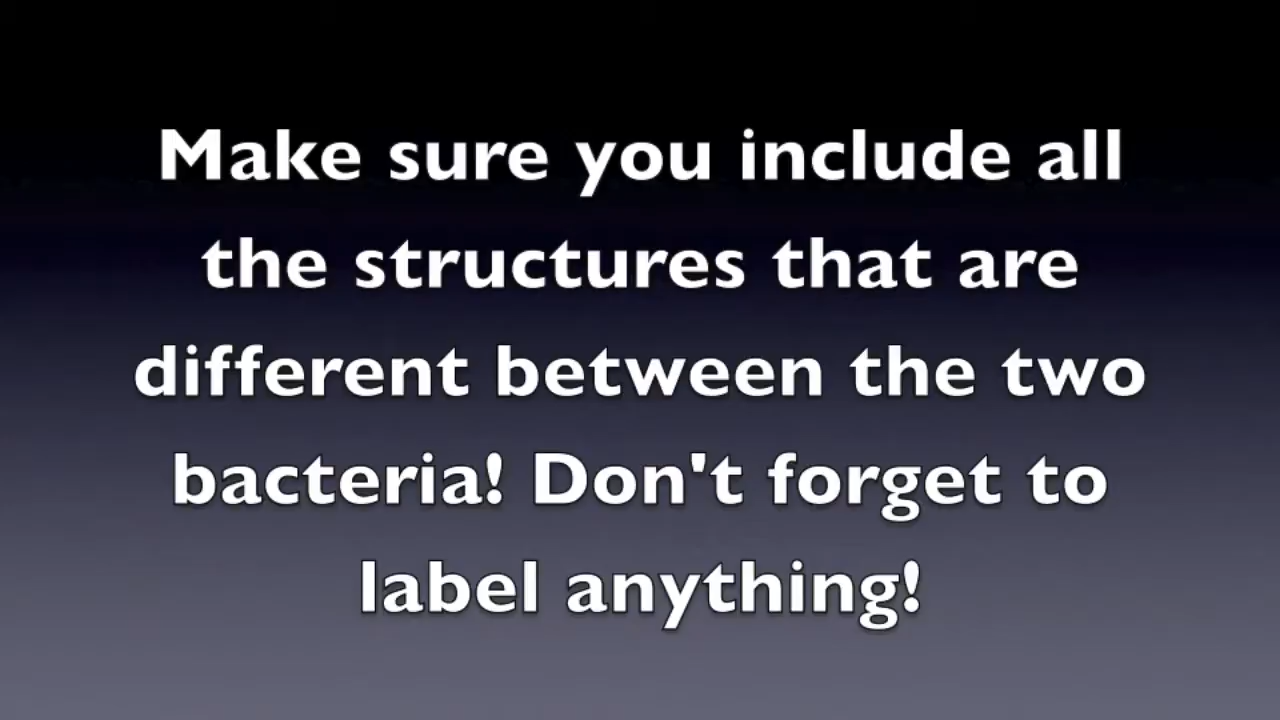 Make sure you include all
the structures that are
different between the two
bacteria! Don't forget to
label anything!